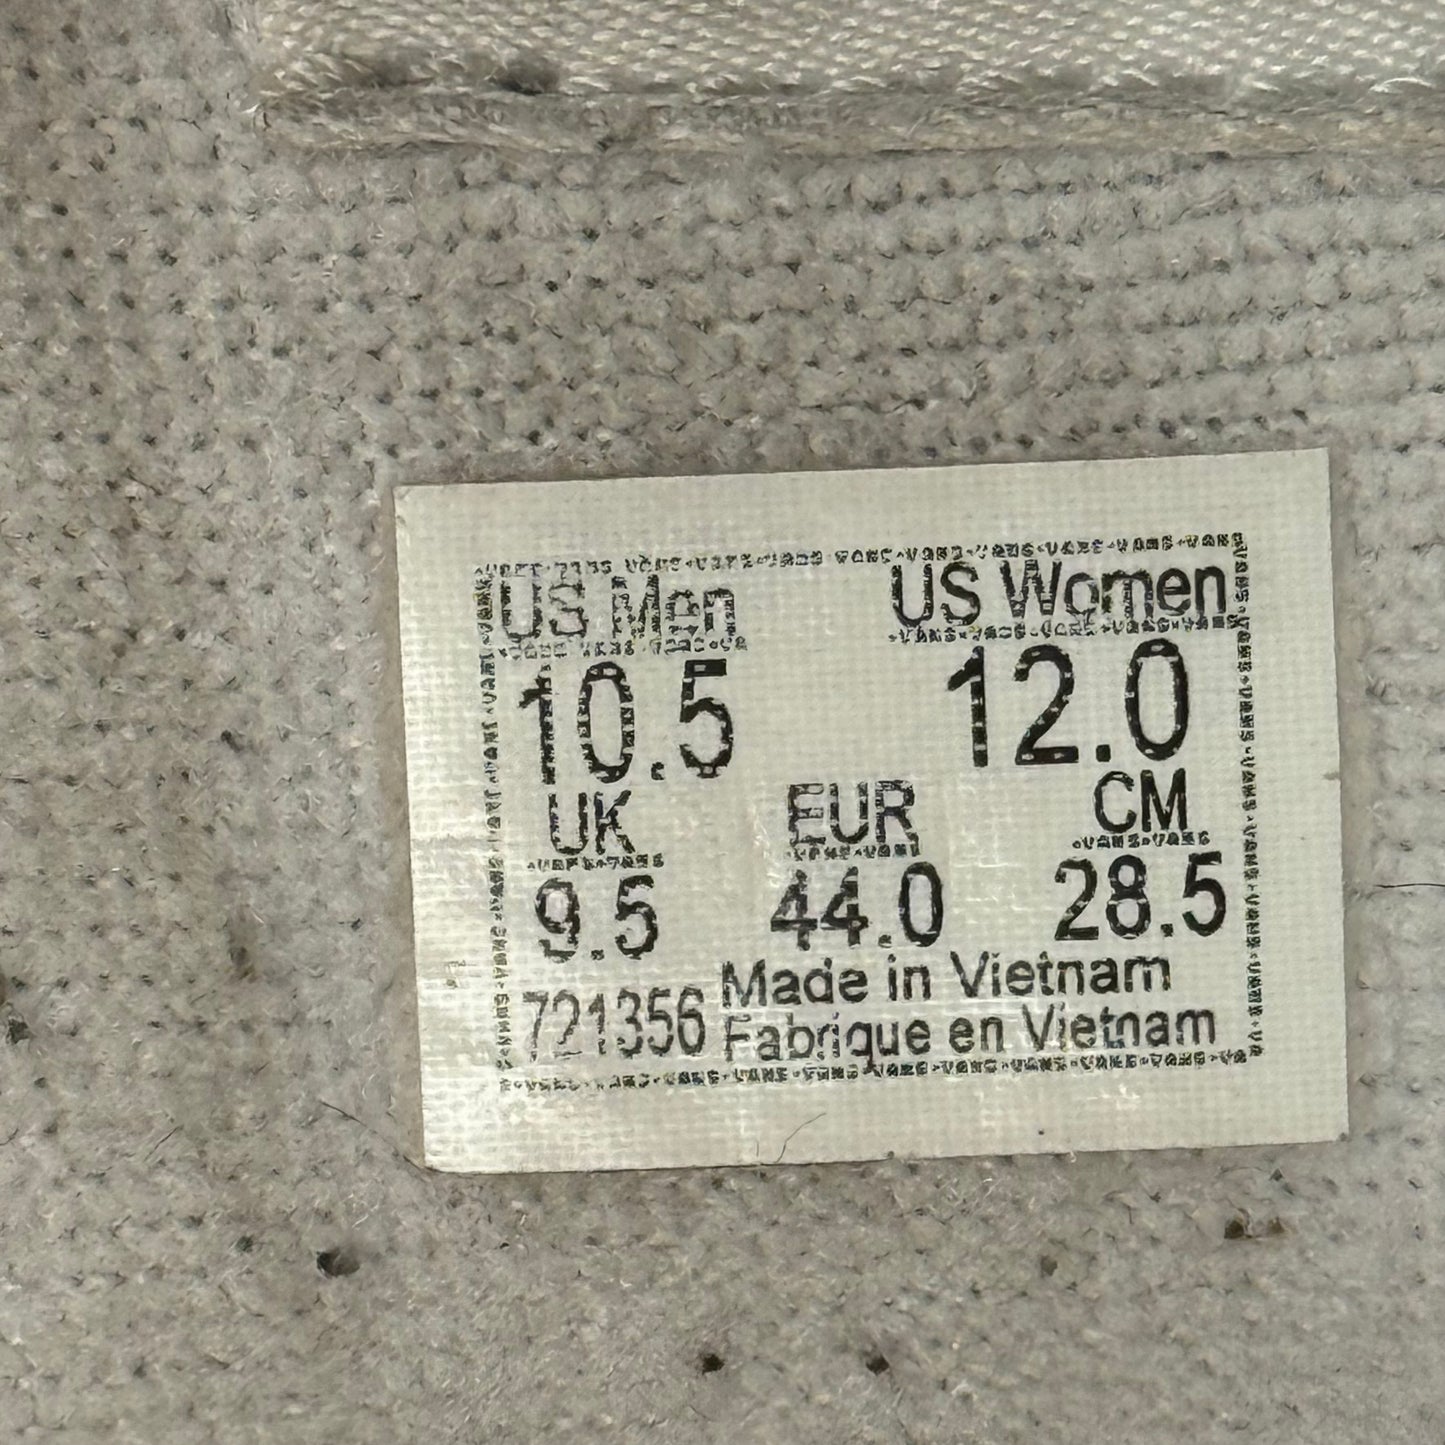 US Men US Women
10.5 12.0
UK EUR CM
9.5 44.0 28.5
721356 Made in Vietnam
Fabrique en Vietnam